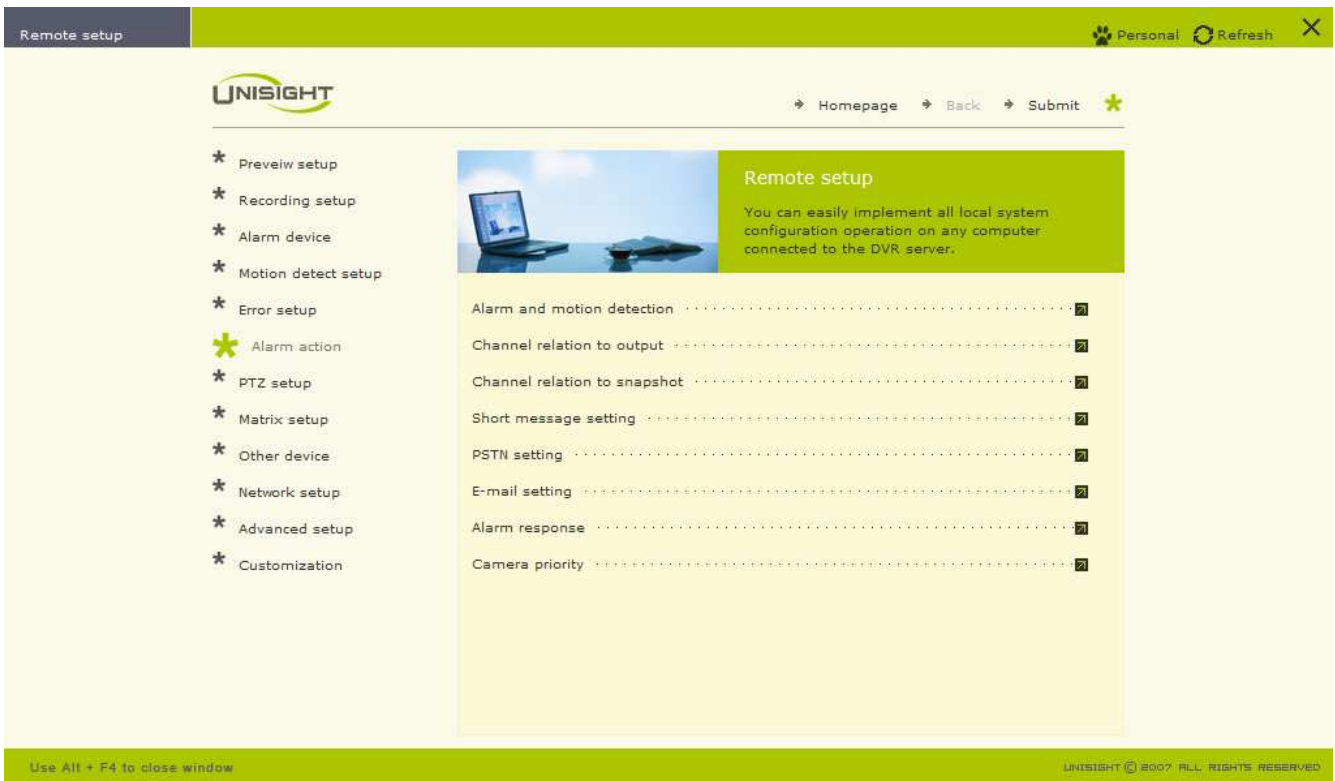 Remote setup
Personal
Refresh
UNISIGHT
Homepage
Back
Submit
Preveiw setup
Recording setup
Alarm device
Motion detect setup
Error setup
Alarm action
PTZ setup
Matrix setup
Other device
Network setup
Advanced setup
Customization
Remote setup
You can easily implement all local system
configuration operation on any computer
connected to the DVR server.
Alarm and motion detection
Channel relation to output
Channel relation to snapshot
Short message setting
PSTN setting
E-mail setting
Alarm response
Camera priority
Use Alt + F4 to close window
UNISIGHT © 2007 ALL RIGHTS RESERVED